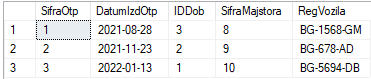 SifraOtp DatumIzdOtp IDDob SifraMajstora RegVozila
1 1 2021-08-28 3 8 BG-1568-GM
2 2 2021-11-23 2 9 BG-678-AD
3 3 2022-01-13 1 10 BG-5694-DB